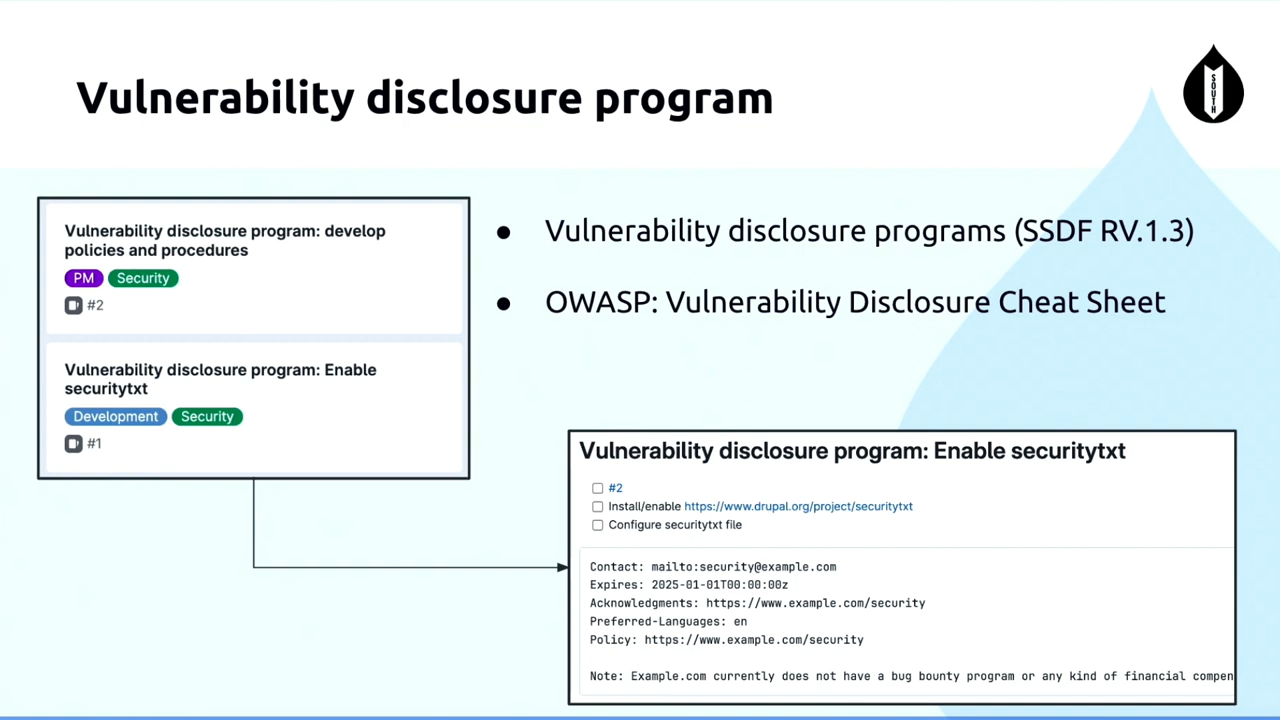 Vulnerability disclosure program
SOUTH
Vulnerability disclosure program: develop
policies and procedures
PM Security
#2
Vulnerability disclosure program: Enable
securitytxt
Development Security
#1
● Vulnerability disclosure programs (SSDF RV.1.3)
● OWASP: Vulnerability Disclosure Cheat Sheet
Vulnerability disclosure program: Enable securitytxt
#2
Install/enable https://www.drupal.org/project/securitytxt
Configure securitytxt file
Contact: mailto:security@example.com
Expires: 2025-01-01T00:00:00z
Acknowledgments: https://www.example.com/security
Preferred-Languages: en
Policy: https://www.example.com/security
Note: Example.com currently does not have a bug bounty program or any kind of financial compen